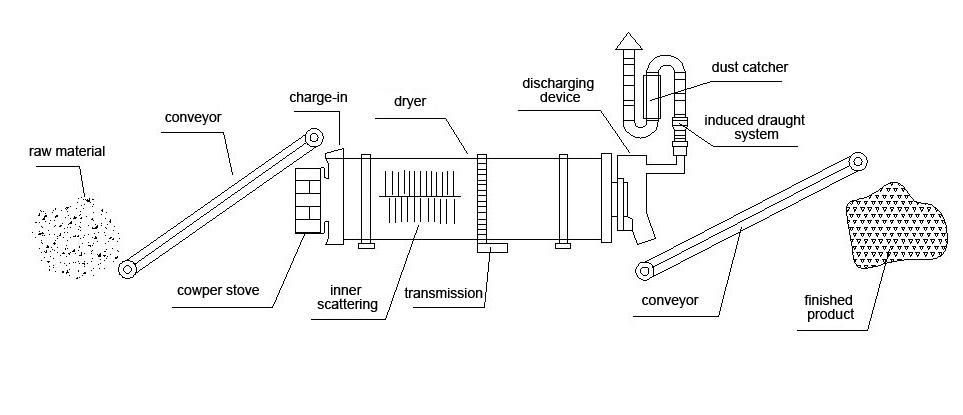 raw material
conveyor
charge-in
dryer
discharging
device
dust catcher
induced draught
system
cowper stove
inner
scattering
transmission
conveyor
finished
product